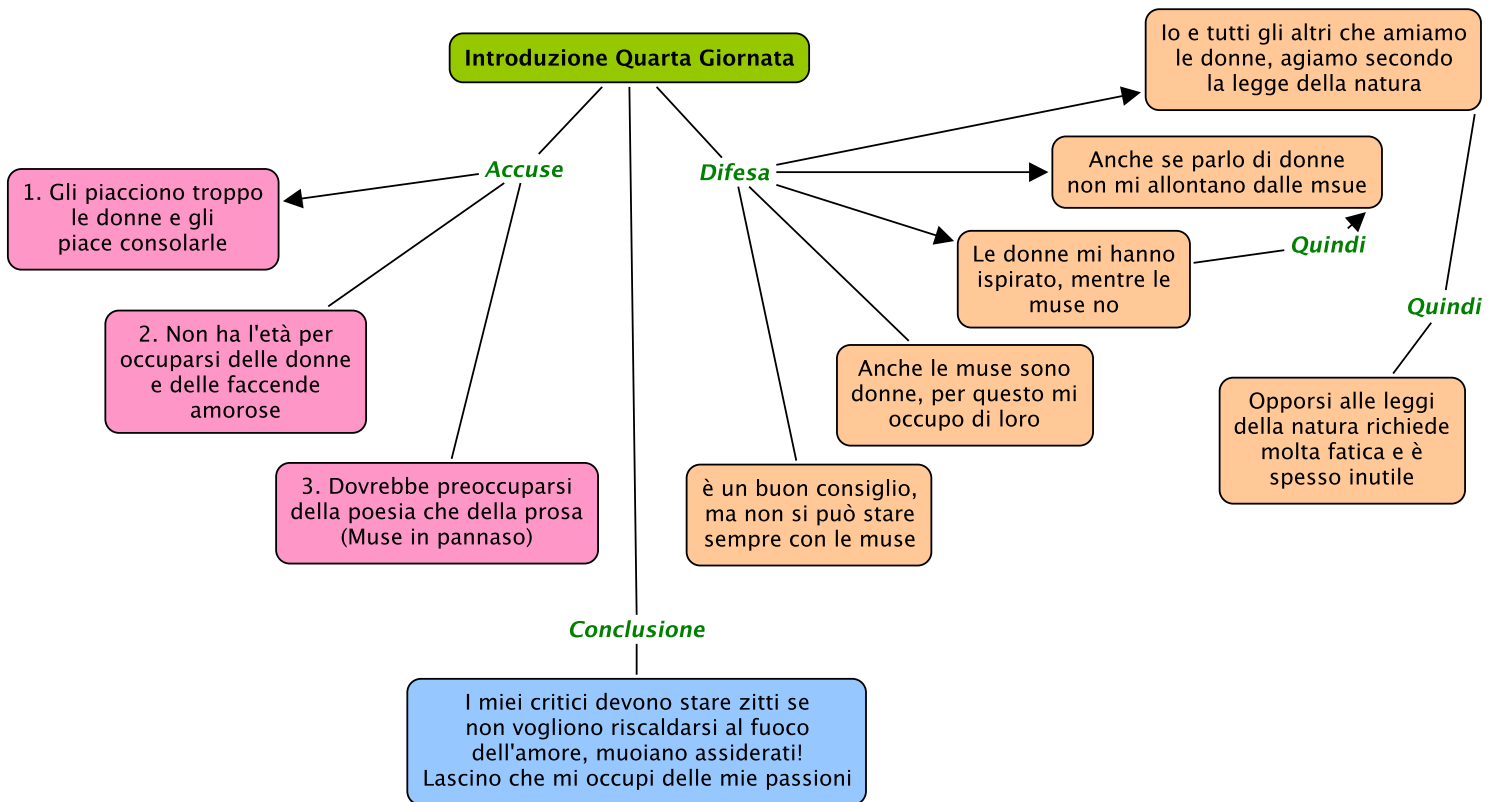 Introduzione Quarta Giornata
Accuse
1. Gli piacciono troppo
le donne e gli
piace consolarle
2. Non ha l'età per
occuparsi delle donne
e delle faccende
amorose
3. Dovrebbe preoccuparsi
della poesia che della prosa
(Muse in pannaso)
Difesa
Io e tutti gli altri che amiamo
le donne, agiamo secondo
la legge della natura
Quindi
Opporsi alle leggi
della natura richiede
molta fatica e è
spesso inutile
Anche se parlo di donne
non mi allontano dalle msue
Quindi
Le donne mi hanno
ispirato, mentre le
muse no
Anche le muse sono
donne, per questo mi
occupo di loro
è un buon consiglio,
ma non si può stare
sempre con le muse
Conclusione
I miei critici devono stare zitti se
non vogliono riscaldarsi al fuoco
dell'amore, muoiano assiderati!
Lascino che mi occupi delle mie passioni